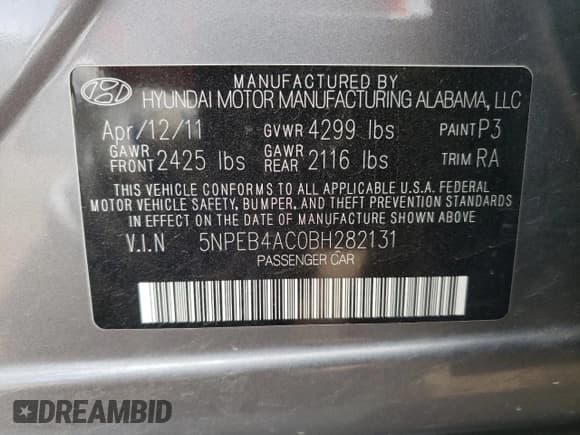 MANUFACTURED BY
HYUNDAI MOTOR MANUFACTURING ALABAMA, LLC
Apr/12/11 GVWR 4299 lbs PAINT P3
GAWR FRONT 2425 lbs GAWR REAR 2116 lbs TRIM RA
THIS VEHICLE CONFORMS TO ALL APPLICABLE U.S.A. FEDERAL
MOTOR VEHICLE SAFETY, BUMPER, AND THEFT PREVENTION STANDARDS
IN EFFECT ON THE DATE OF MANUFACTURE SHOWN ABOVE.
V.I.N 5NPEB4AC0BH282131
PASSENGER CAR
DREAMBID